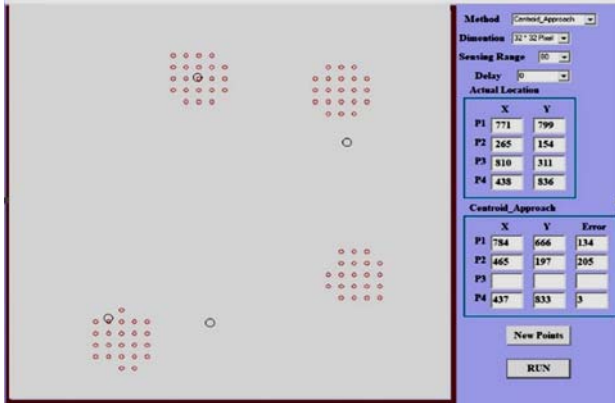 Method Centroid_Approach
Dimention 32 * 32 Pixel
Sensing Range 80
Delay 0
Actual Location
X Y
P1 771 799
P2 265 154
P3 810 311
P4 438 836
Centroid_Approach
X Y Error
P1 784 666 134
P2 465 197 205
P3
P4 437 833 3
New Points
RUN